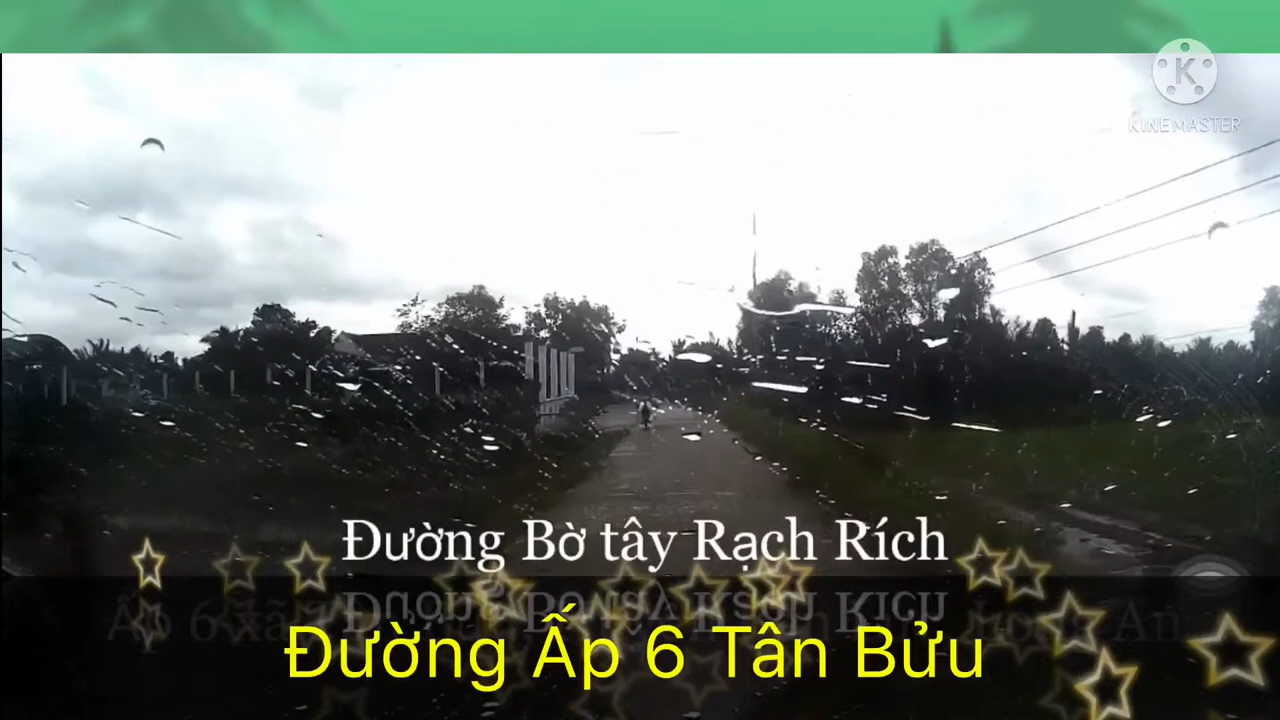 K
KINEMASTER
Đường Bờ tây Rạch Rích
Đường Ấp 6 Tân Bửu